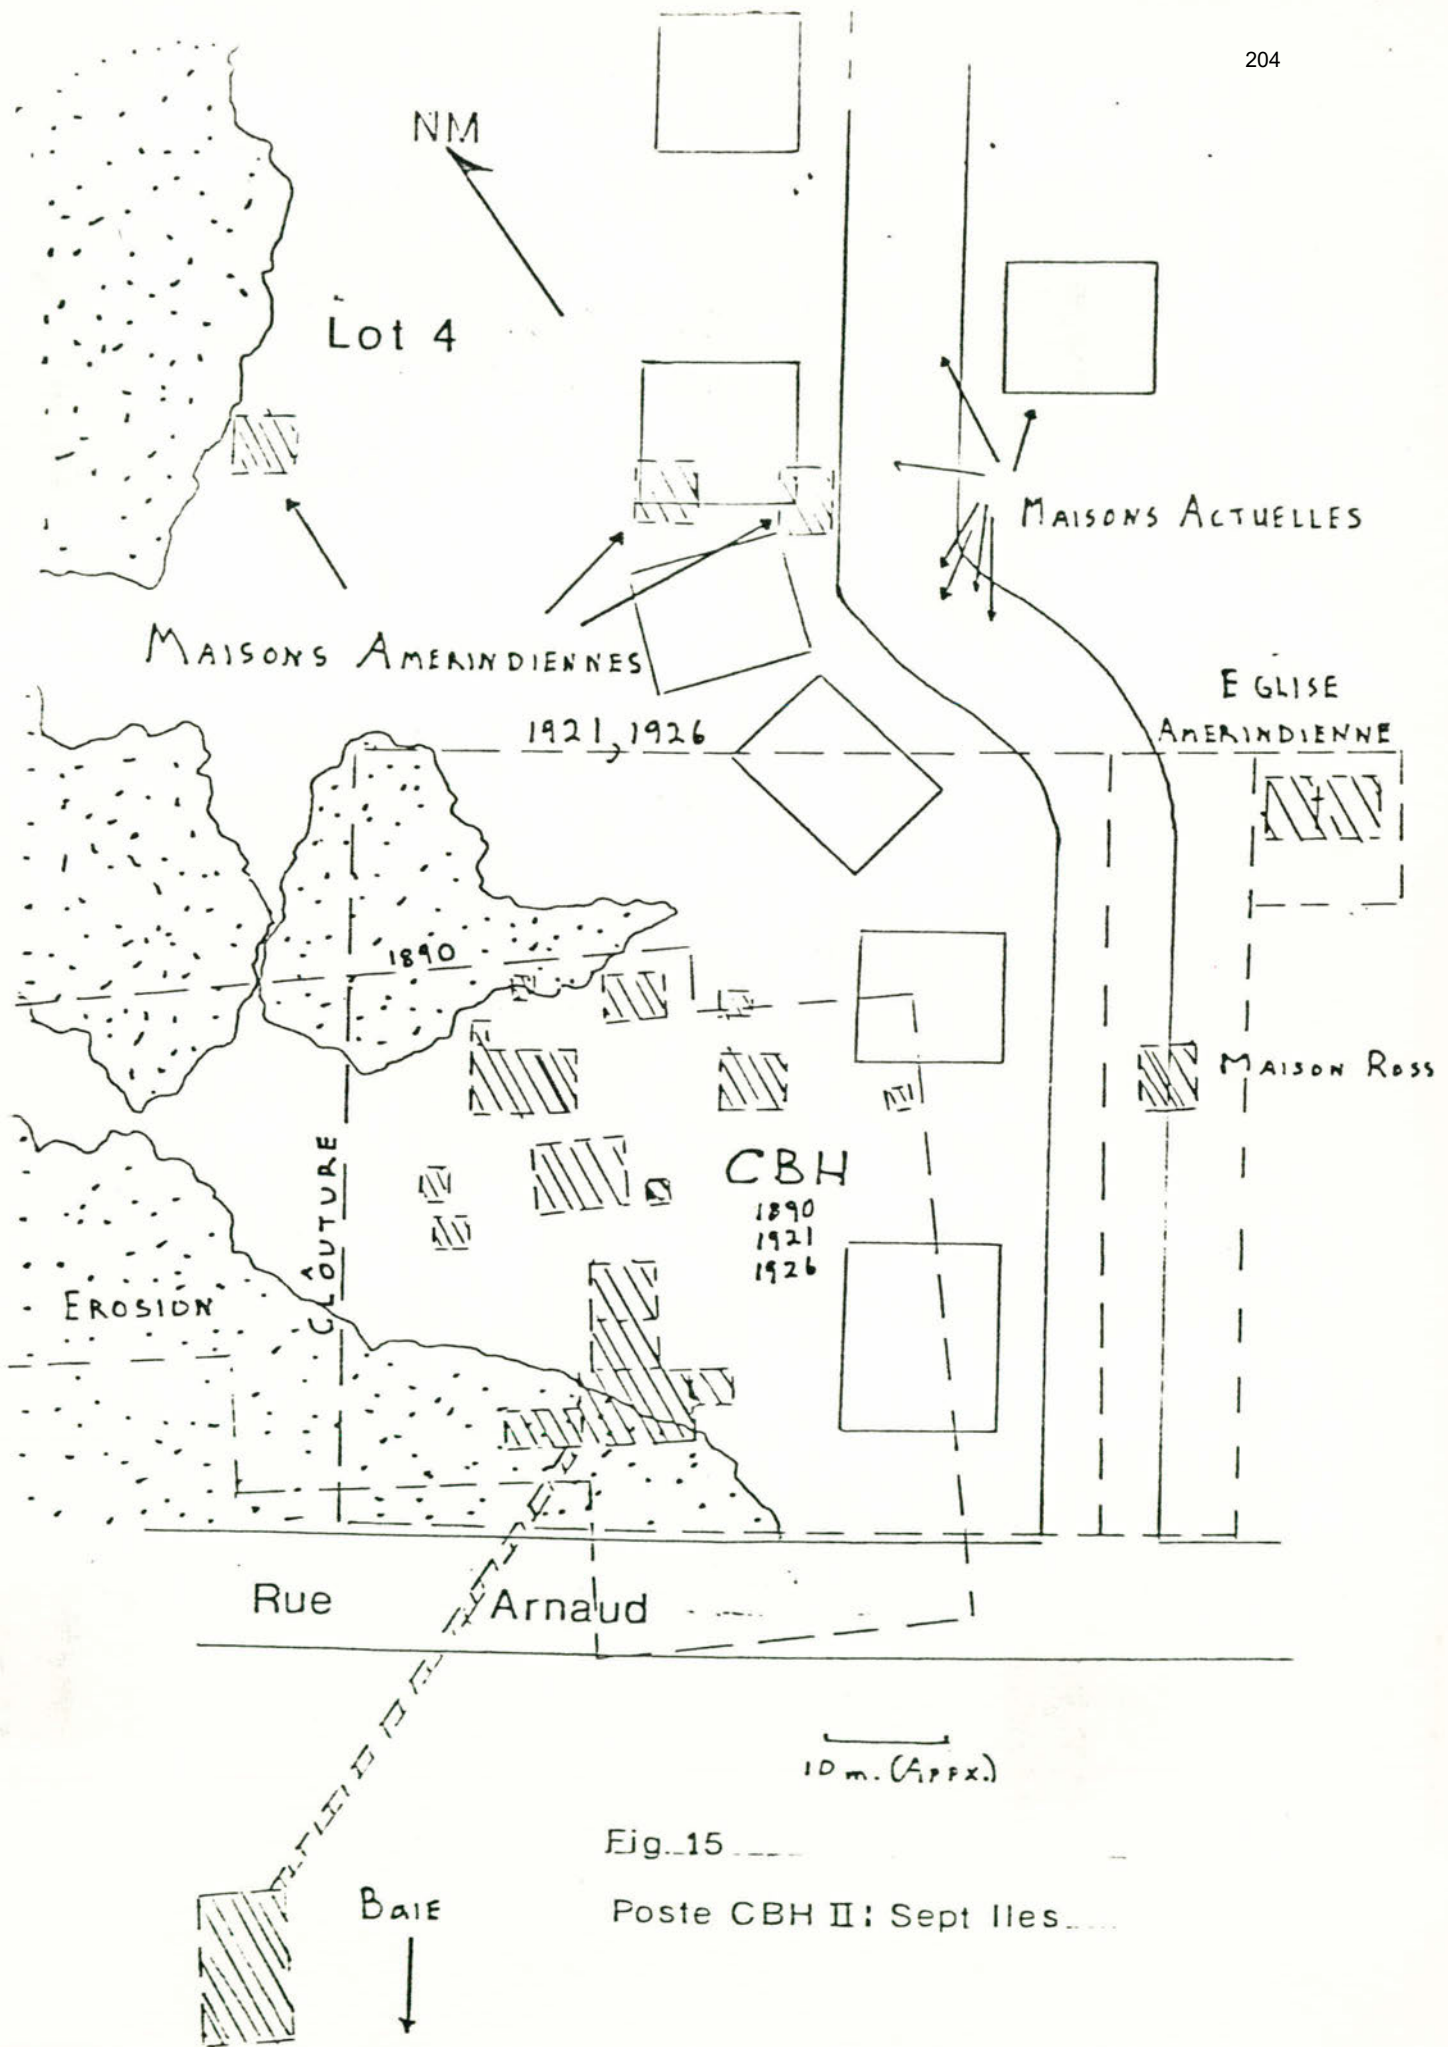 204
NM
Lot 4
MAISONS ACTUELLES
MAISONS AMERINDIENNES
EGLISE
AMERINDIENNE
1921, 1926
1890
MAISON ROSS
CLÔUTURE
CBH
1890
1921
1926
EROSION
Rue Arnaud
10 m. (APPX.)
Fig. 15
BAIE
Poste CBH II: Sept Iles